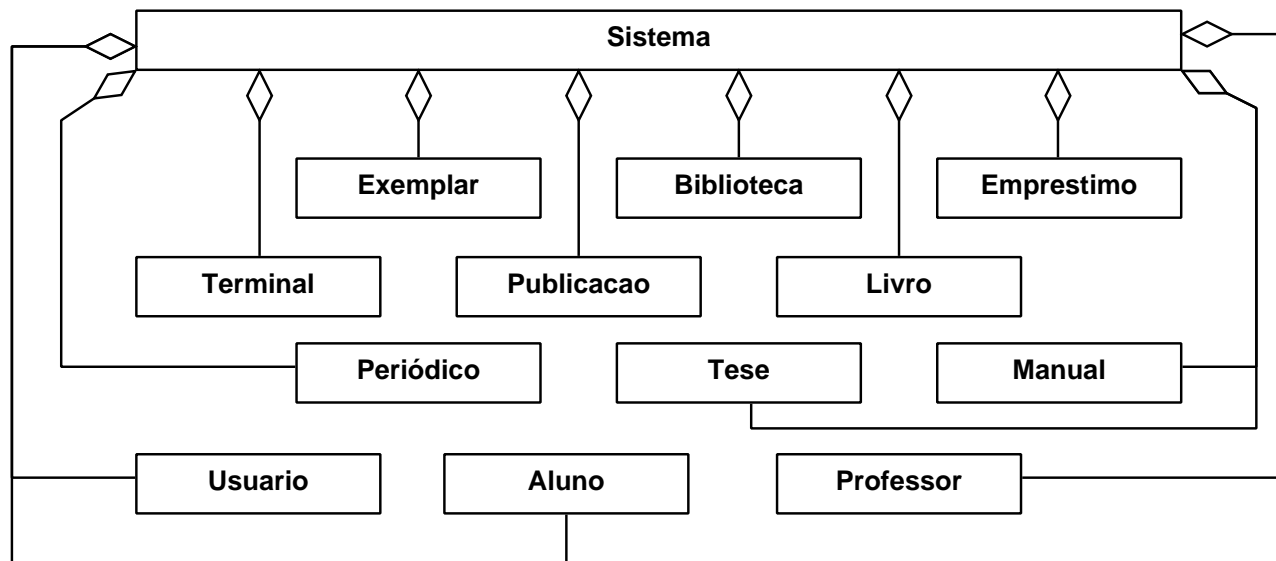 Sistema
Exemplar
Biblioteca
Emprestimo
Terminal
Publicacao
Livro
Periódico
Tese
Manual
Usuario
Aluno
Professor